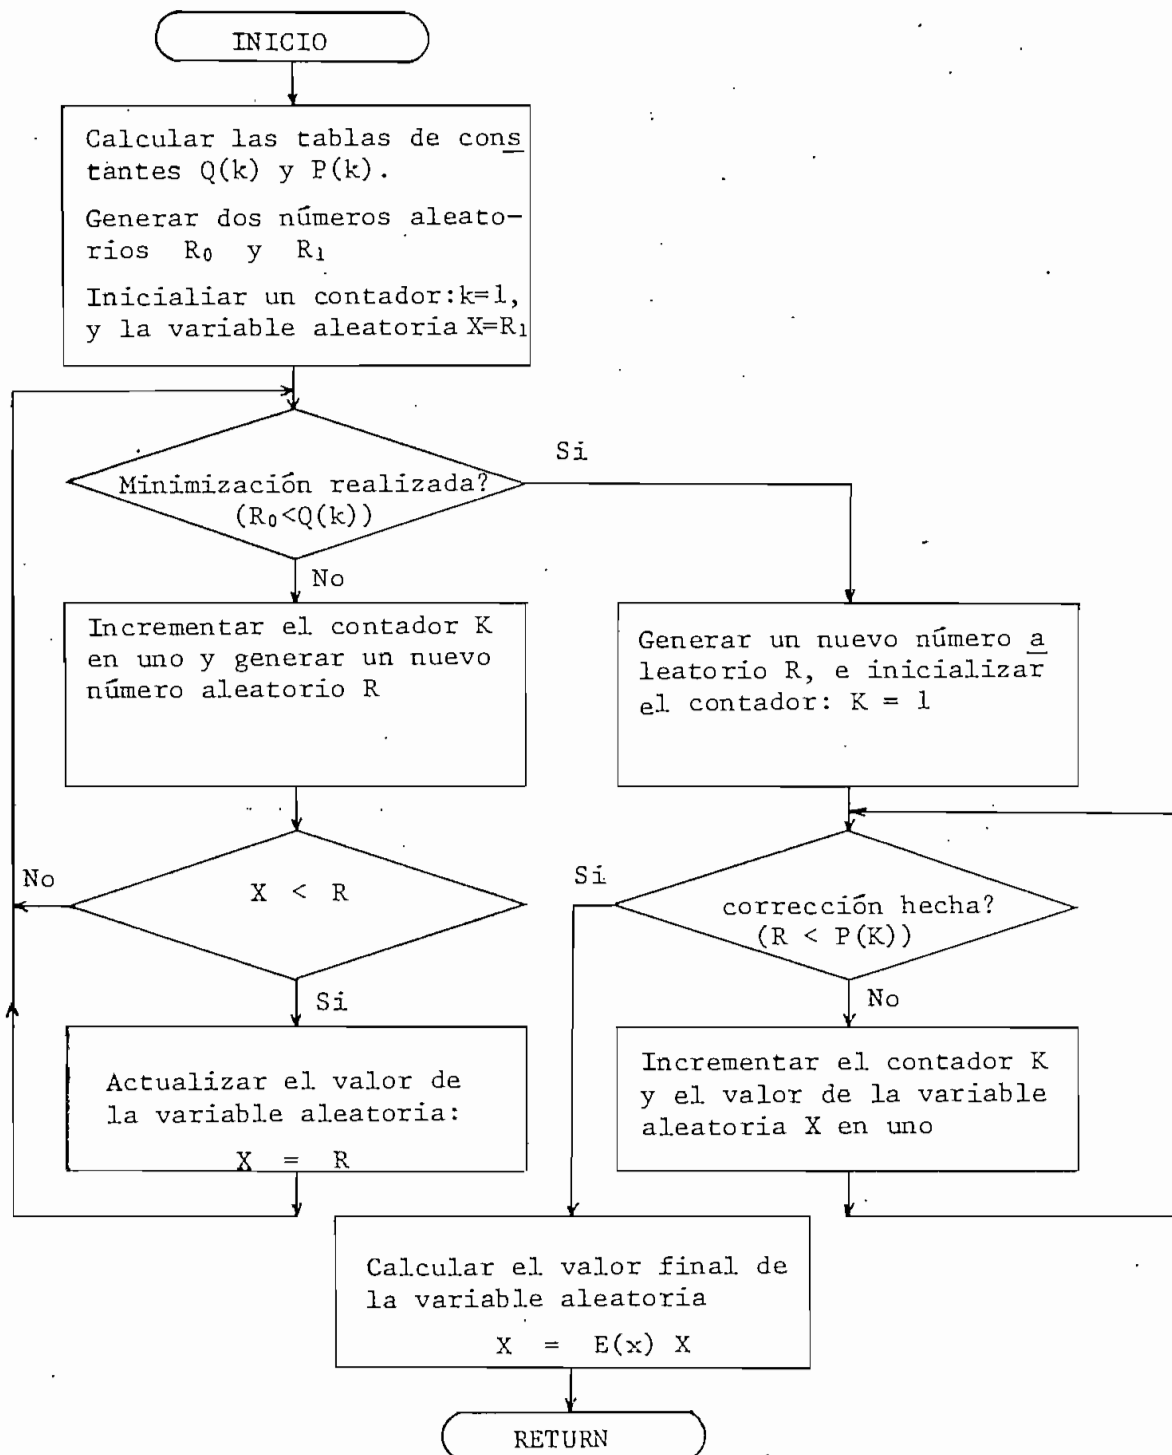 INICIO
Calcular las tablas de cons
tantes Q(k) y P(k).
Generar dos números aleato-
rios R₀ y R₁
Inicialiar un contador:k=1,
y la variable aleatoria X=R₁
Minimización realizada?
(R₀<Q(k))
Si
No
Incrementar el contador K
en uno y generar un nuevo
número aleatorio R
X < R
No
Si
Actualizar el valor de
la variable aleatoria:
X = R
Generar un nuevo número a
leatorio R, e inicializar
el contador: K = 1
corrección hecha?
(R < P(K))
Si
No
Incrementar el contador K
y el valor de la variable
aleatoria X en uno
Calcular el valor final de
la variable aleatoria
X = E(x) X
RETURN